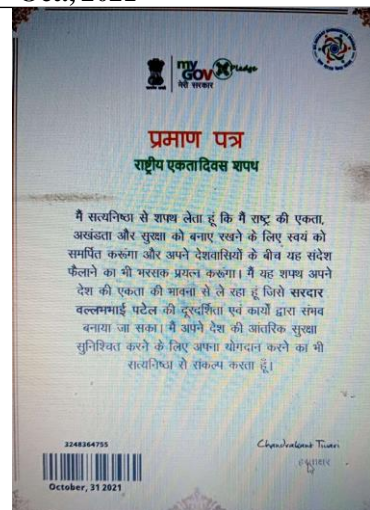 Oct, 2021
my
GOV Pledge
मेरी सरकार
प्रमाण पत्र
राष्ट्रीय एकता दिवस शपथ
मैं सत्यनिष्ठा से शपथ लेता हूं कि मैं राष्ट्र की एकता,
अखंडता और सुरक्षा को बनाए रखने के लिए स्वयं को
समर्पित करूंगा और अपने देशवासियों के बीच यह संदेश
फैलाने का भी भरसक प्रयत्न करूंगा। मैं यह शपथ अपने
देश की एकता की भावना से ले रहा हूं जिसे सरदार
वल्लभभाई पटेल की दूरदर्शिता एवं कार्यों द्वारा संभव
बनाया जा सका। मैं अपने देश की आंतरिक सुरक्षा
सुनिश्चित करने के लिए अपना योगदान करने का भी
सत्यनिष्ठा से संकल्प करता हूँ।
3248364755
October, 31 2021
Chandrakant Tiwari
हस्ताक्षर